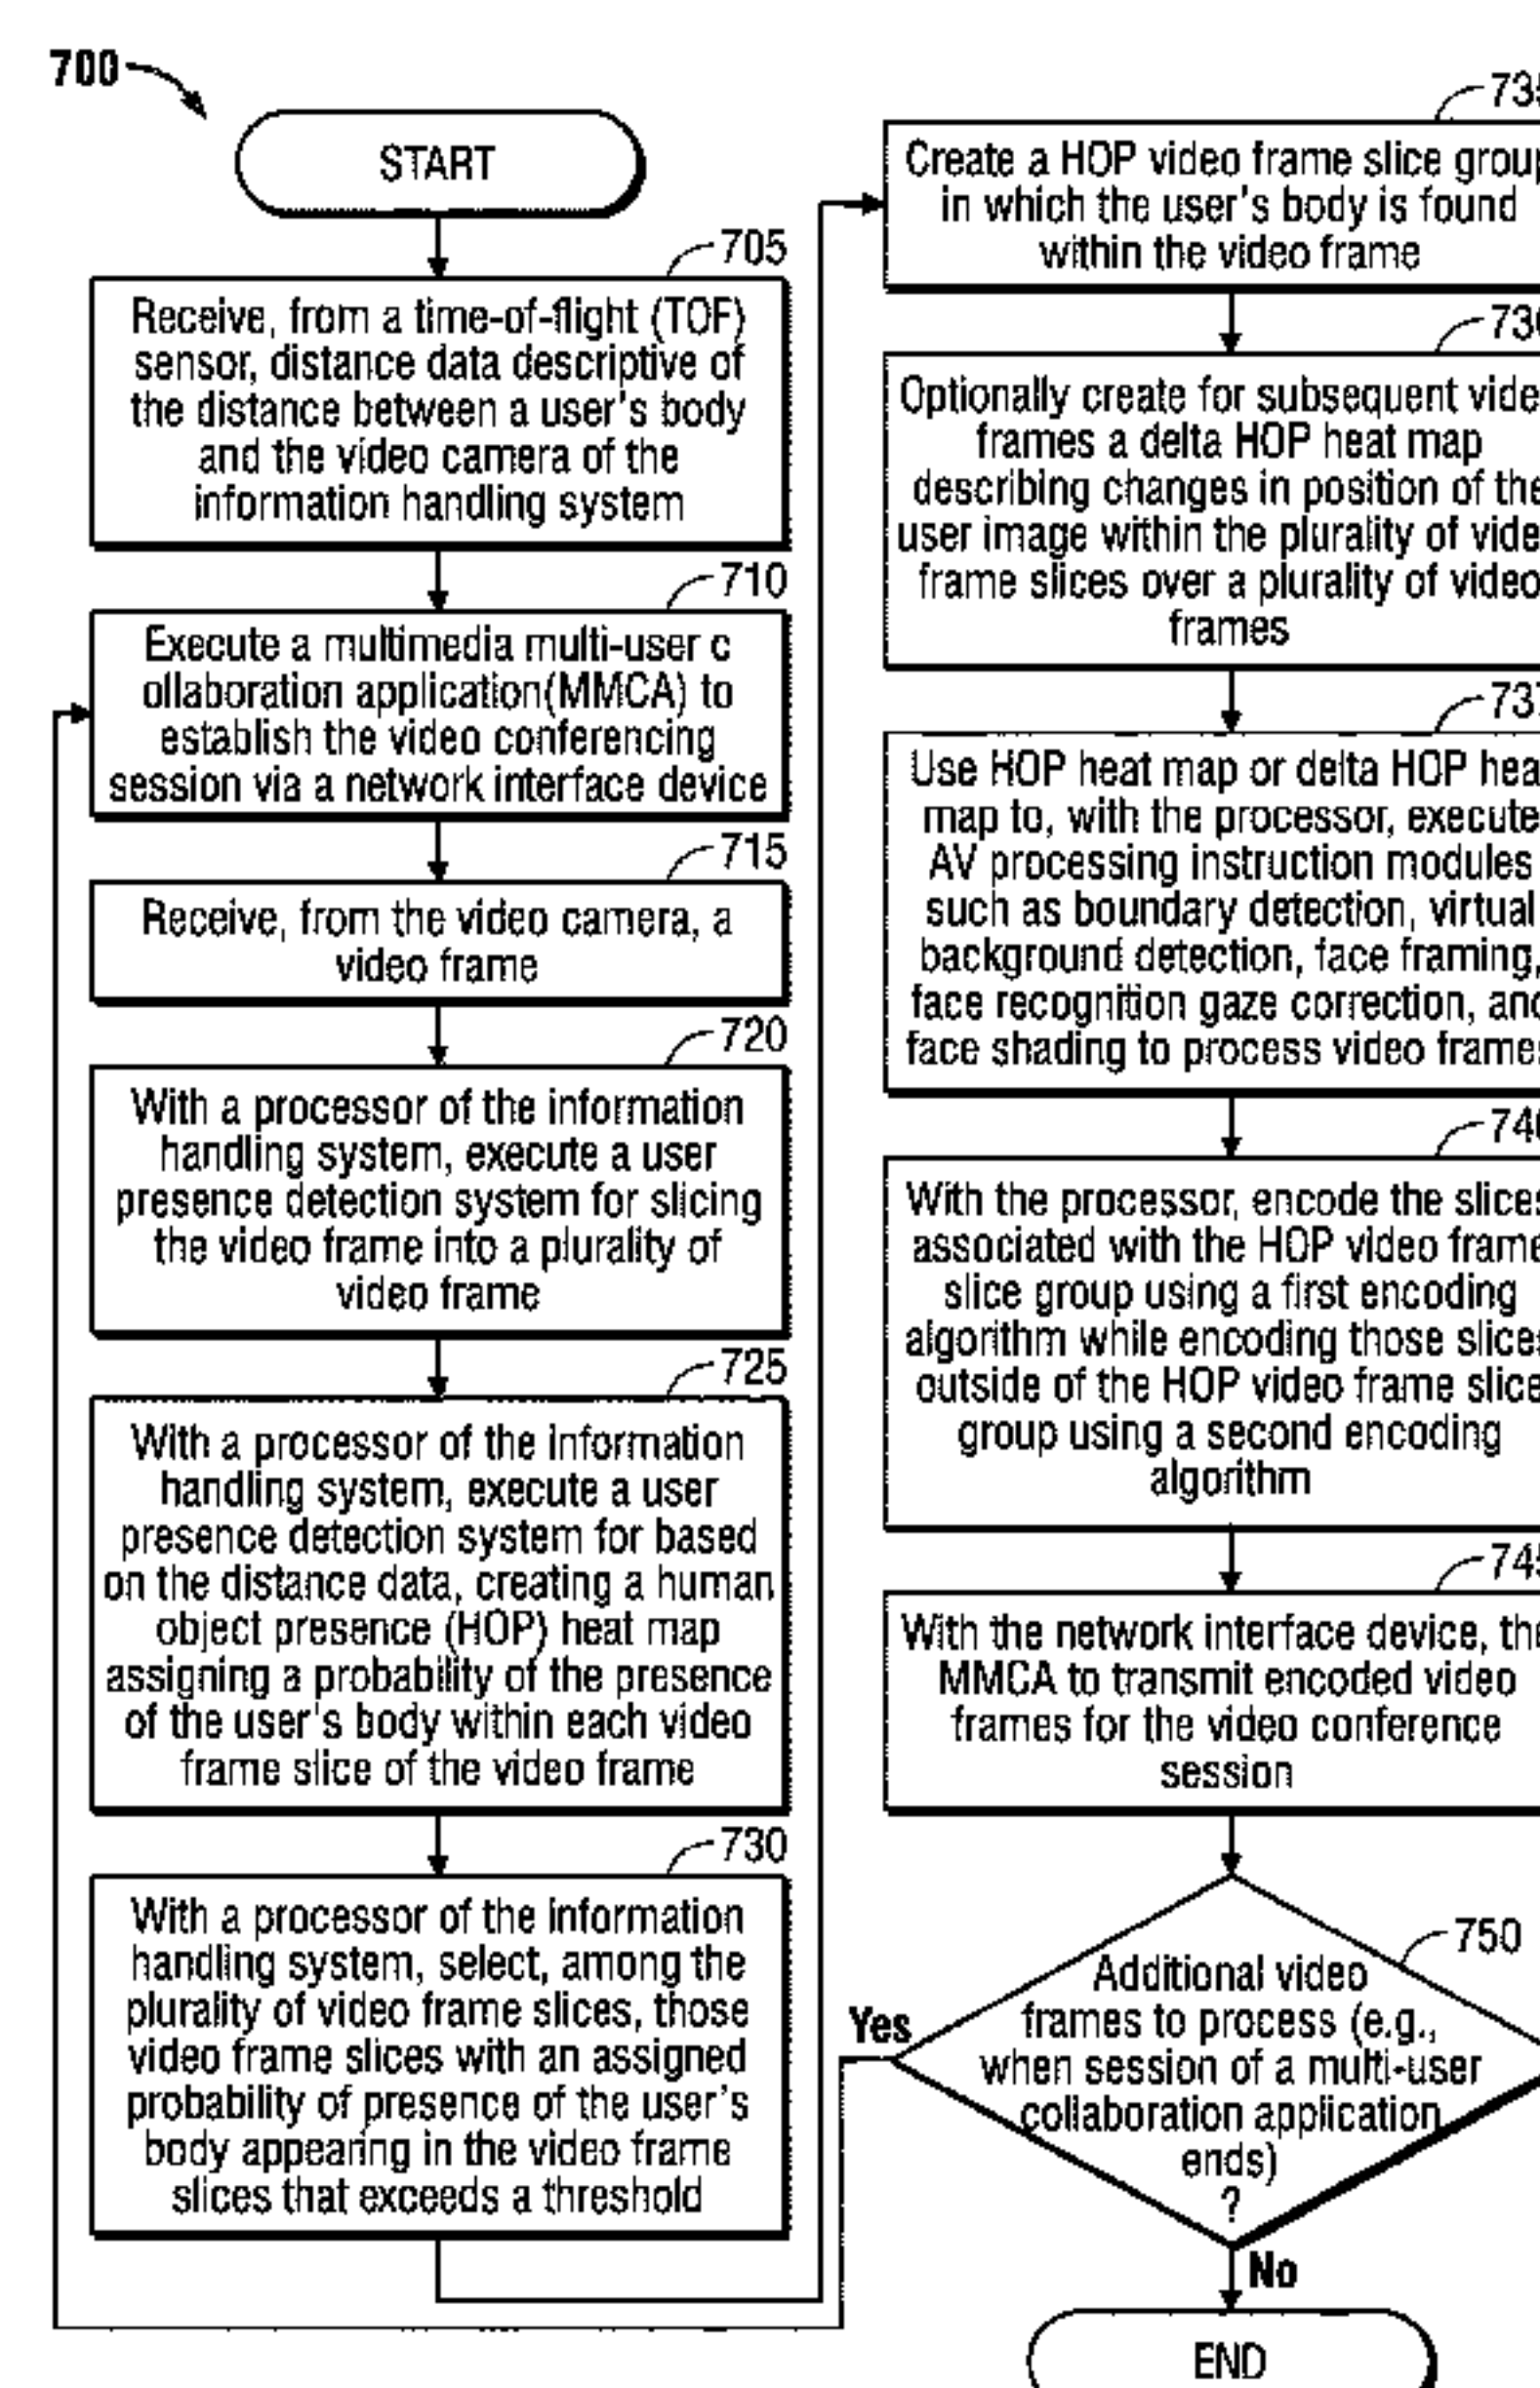 700
START
705
Receive, from a time-of-flight (TOF)
sensor, distance data descriptive of
the distance between a user's body
and the video camera of the
information handling system
710
Execute a multimedia multi-user c
ollaboration application(MMCA) to
establish the video conferencing
session via a network interface device
715
Receive, from the video camera, a
video frame
720
With a processor of the information
handling system, execute a user
presence detection system for slicing
the video frame into a plurality of
video frame
725
With a processor of the information
handling system, execute a user
presence detection system for based
on the distance data, creating a human
object presence (HOP) heat map
assigning a probability of the presence
of the user's body within each video
frame slice of the video frame
730
With a processor of the information
handling system, select, among the
plurality of video frame slices, those
video frame slices with an assigned
probability of presence of the user's
body appearing in the video frame
slices that exceeds a threshold
Create a HOP video frame slice
in which the user's body is found
within the video frame
Optionally create for subsequent
frames a delta HOP heat map
describing changes in position of
user image within the plurality of
frame slices over a plurality of video
frames
Use HOP heat map or delta HOP
map to, with the processor, execute
AV processing instruction modules
such as boundary detection, virtual
background detection, face framing,
face recognition gaze correction,
face shading to process video
With the processor, encode the
associated with the HOP video
slice group using a first encoding
algorithm while encoding those
outside of the HOP video frame
group using a second encoding
algorithm
With the network interface device,
MMCA to transmit encoded video
frames for the video conference
session
750
Additional video
frames to process (e.g.,
when session of a multi-user
collaboration application
ends)
?
Yes
No
END